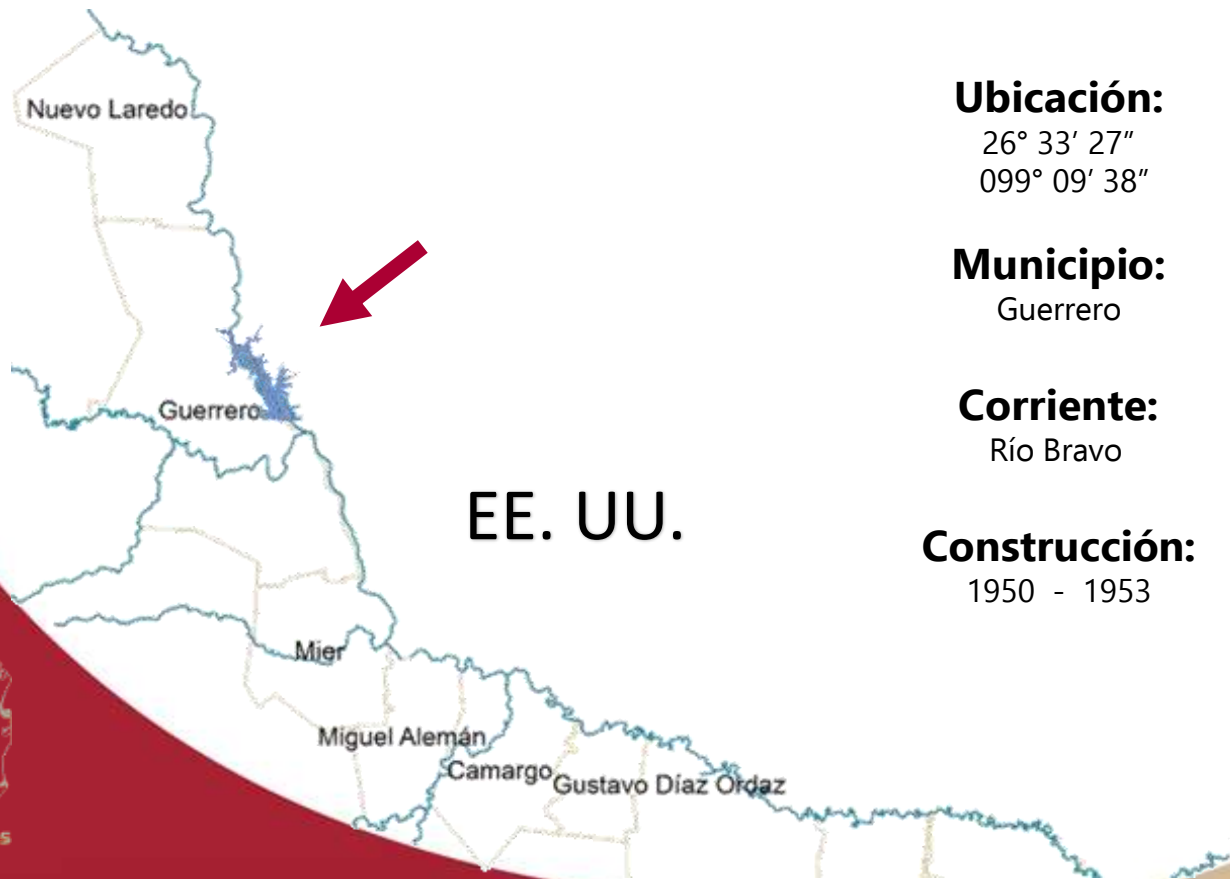 Nuevo Laredo
Guerrero
EE. UU.
Mier
Miguel Alemán
Camargo
Gustavo Díaz Ordaz
Ubicación:
26° 33’ 27”
099° 09’ 38”
Municipio:
Guerrero
Corriente:
Río Bravo
Construcción:
1950 - 1953